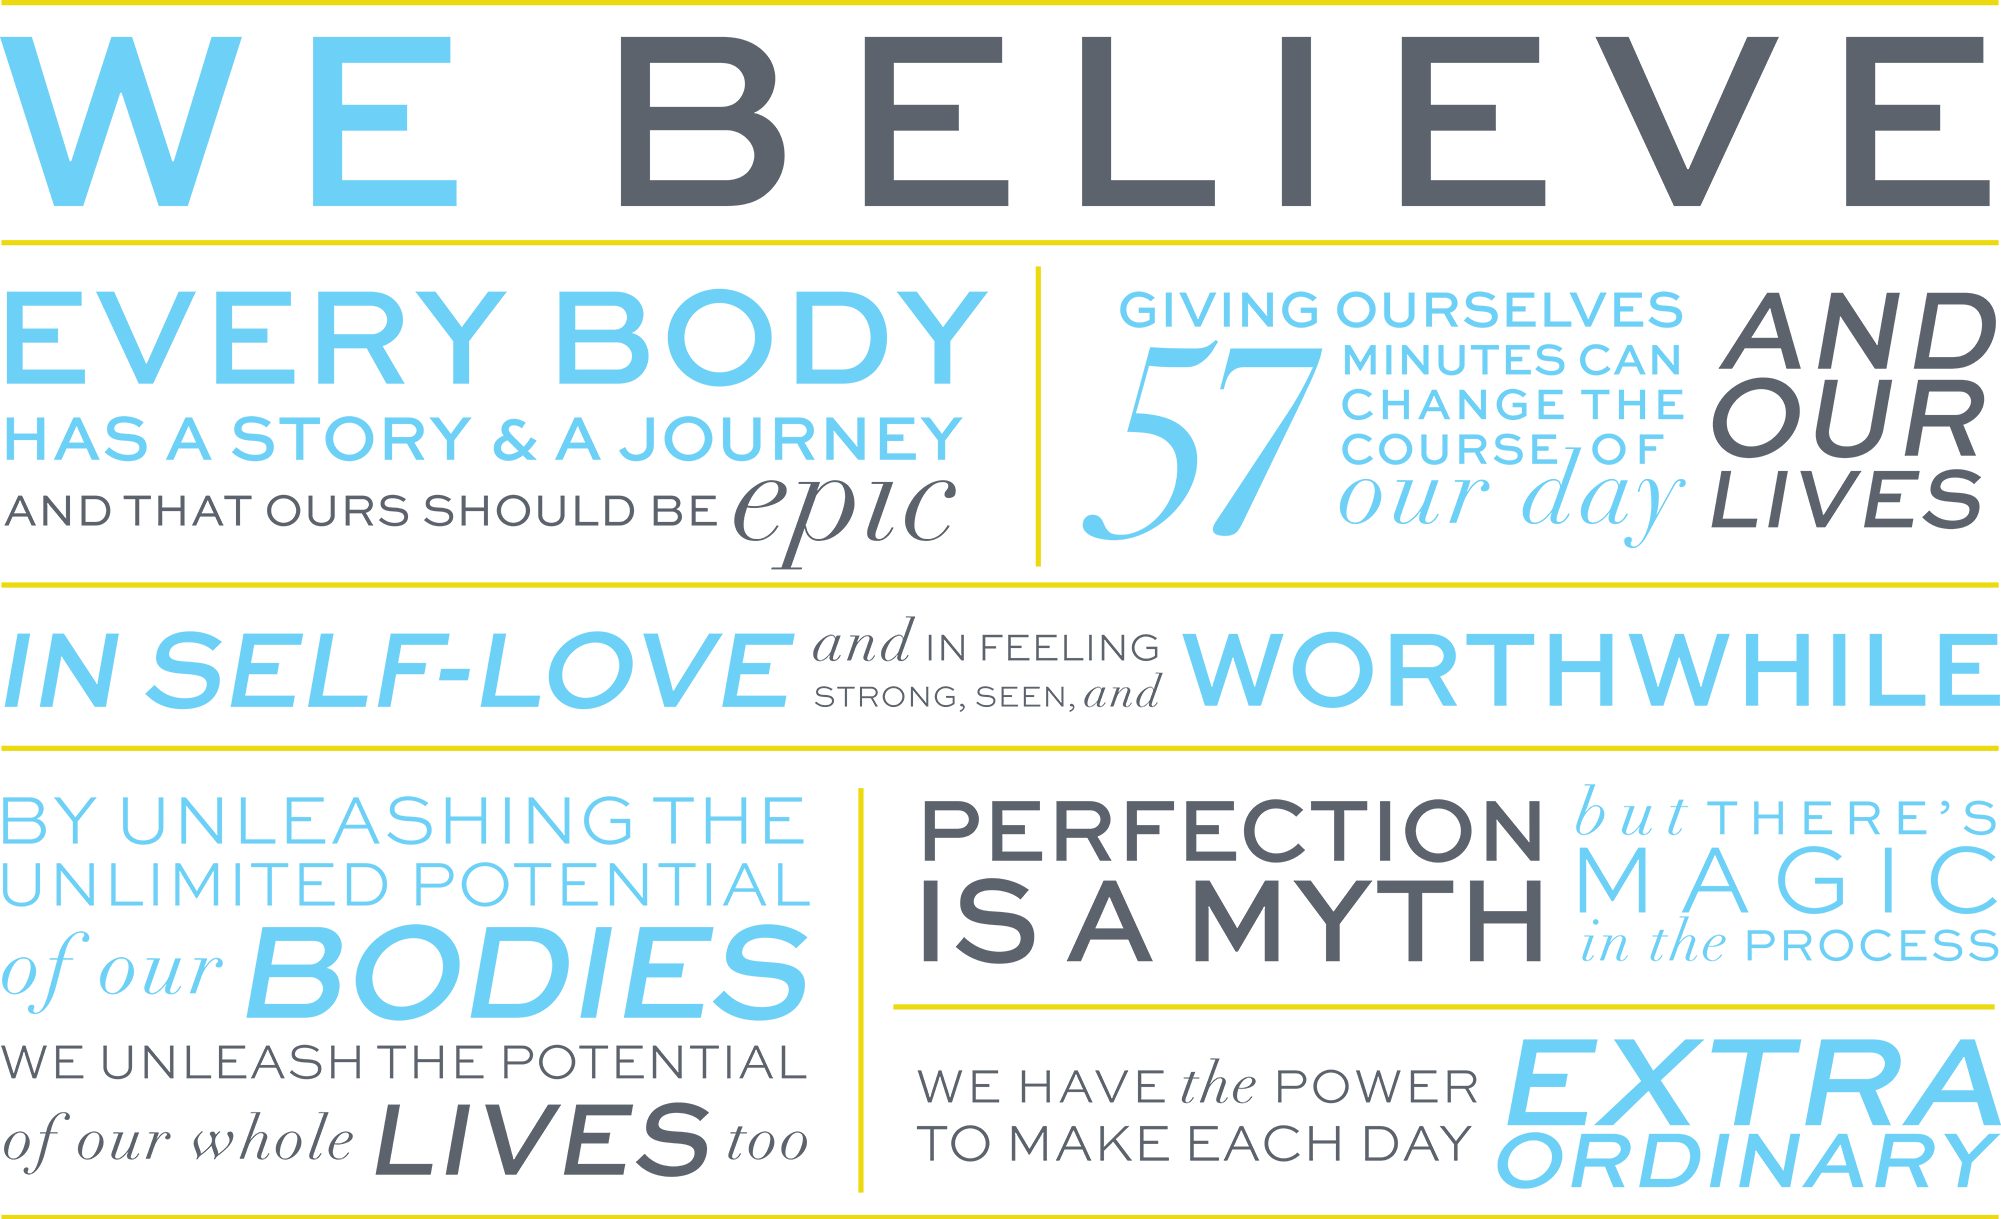 WE BELIEVE
EVERY BODY
HAS A STORY & A JOURNEY
AND THAT OURS SHOULD BE epic
GIVING OURSELVES
57 MINUTES CAN
CHANGE THE
COURSE OF
our day
AND
OUR
LIVES
IN SELF-LOVE
and IN FEELING
STRONG, SEEN, and
WORTHWHILE
BY UNLEASHING THE
UNLIMITED POTENTIAL
of our BODIES
WE UNLEASH THE POTENTIAL
of our whole LIVES too
PERFECTION
IS A MYTH
but THERE'S
MAGIC
in the PROCESS
WE HAVE the POWER
TO MAKE EACH DAY
EXTRA
ORDINARY